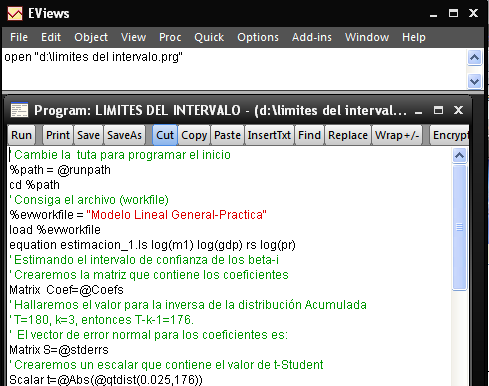 EViews
File Edit Object View Proc Quick Options Add-ins Window Help
open "d:\limites del intervalo.prg"
Program: LIMITES DEL INTERVALO - (d:\limites del interval...
Run Print Save SaveAs Cut Copy Paste InsertTxt Find Replace Wrap+/- Encrypt
' Cambie la tuta para programar el inicio
%path = @runpath
cd %path
' Consiga el archivo (workfile)
%evworkfile = "Modelo Lineal General-Practica"
load %evworkfile
equation estimacion_1.ls log(m1) log(gdp) rs log(pr)
' Estimando el intervalo de confianza de los beta-i
' Crearemos la matriz que contiene los coeficientes
Matrix Coef=@Coefs
' Hallaremos el valor para la inversa de la distribución Acumulada
' T=180, k=3, entonces T-k-1=176.
' El vector de error normal para los coeficientes es:
Matrix S=@stderrs
' Crearemos un escalar que contiene el valor de t-Student
Scalar t=@Abs(@qtdist(0.025,176))